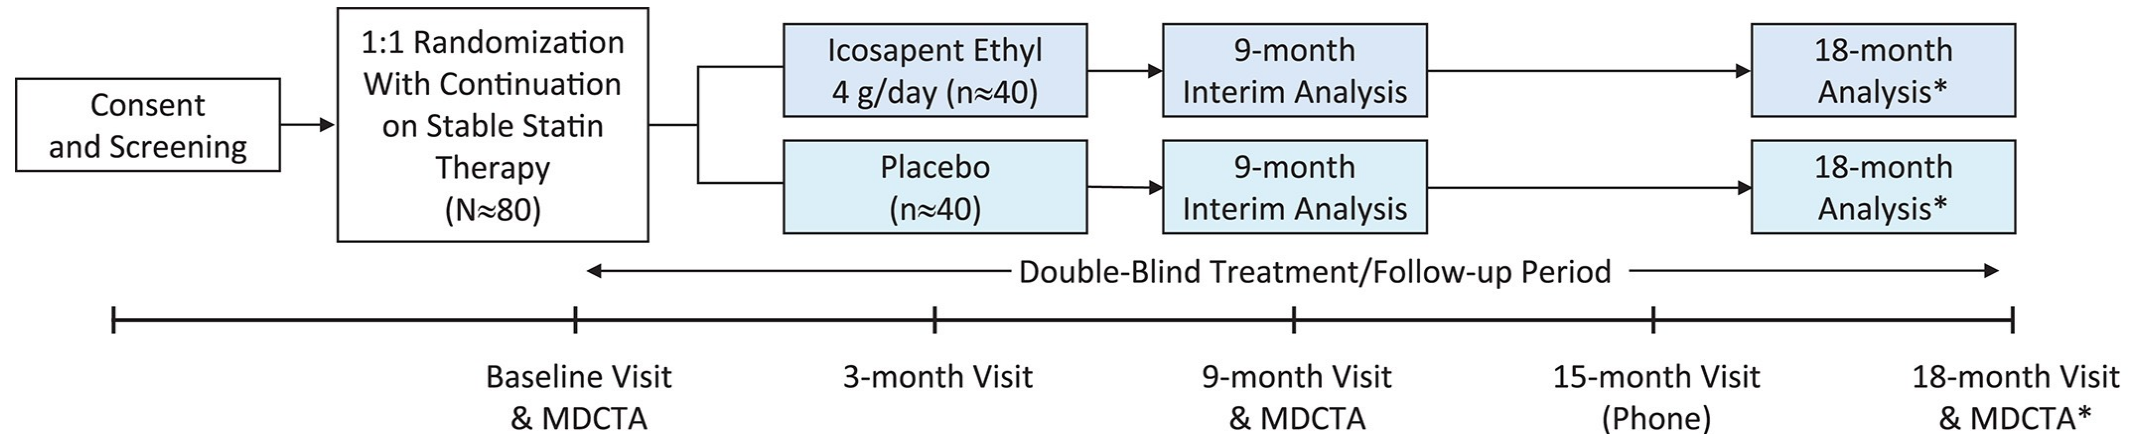 Consent
and Screening
1:1 Randomization
With Continuation
on Stable Statin
Therapy
(N≈80)
Icosapent Ethyl
4 g/day (n≈40)
9-month
Interim Analysis
18-month
Analysis*
Placebo
(n≈40)
9-month
Interim Analysis
18-month
Analysis*
Double-Blind Treatment/Follow-up Period
Baseline Visit
& MDCTA
3-month Visit
9-month Visit
& MDCTA
15-month Visit
(Phone)
18-month Visit
& MDCTA*